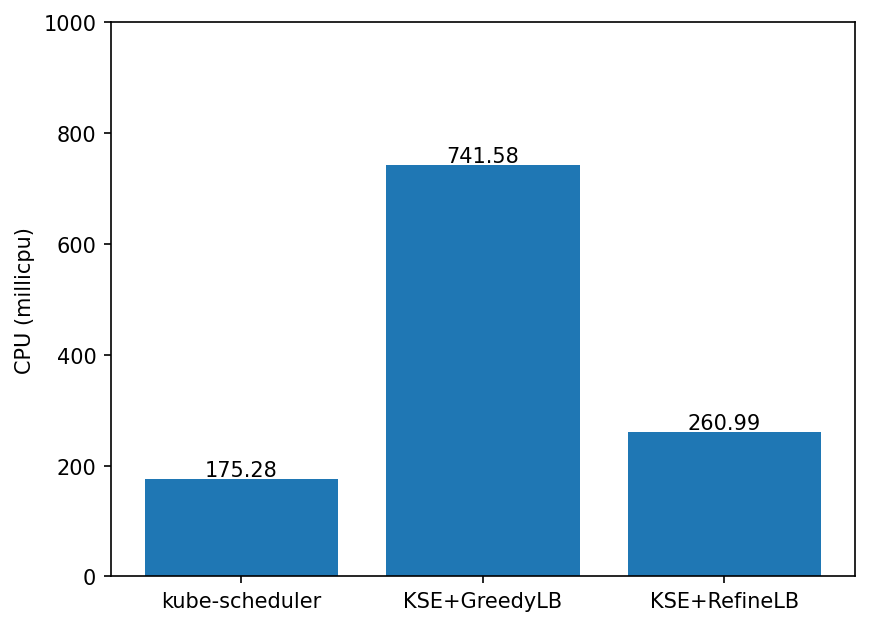 1000
800
600
400
200
0
CPU (millicpu)
175.28
741.58
260.99
kube-scheduler
KSE+GreedyLB
KSE+RefineLB